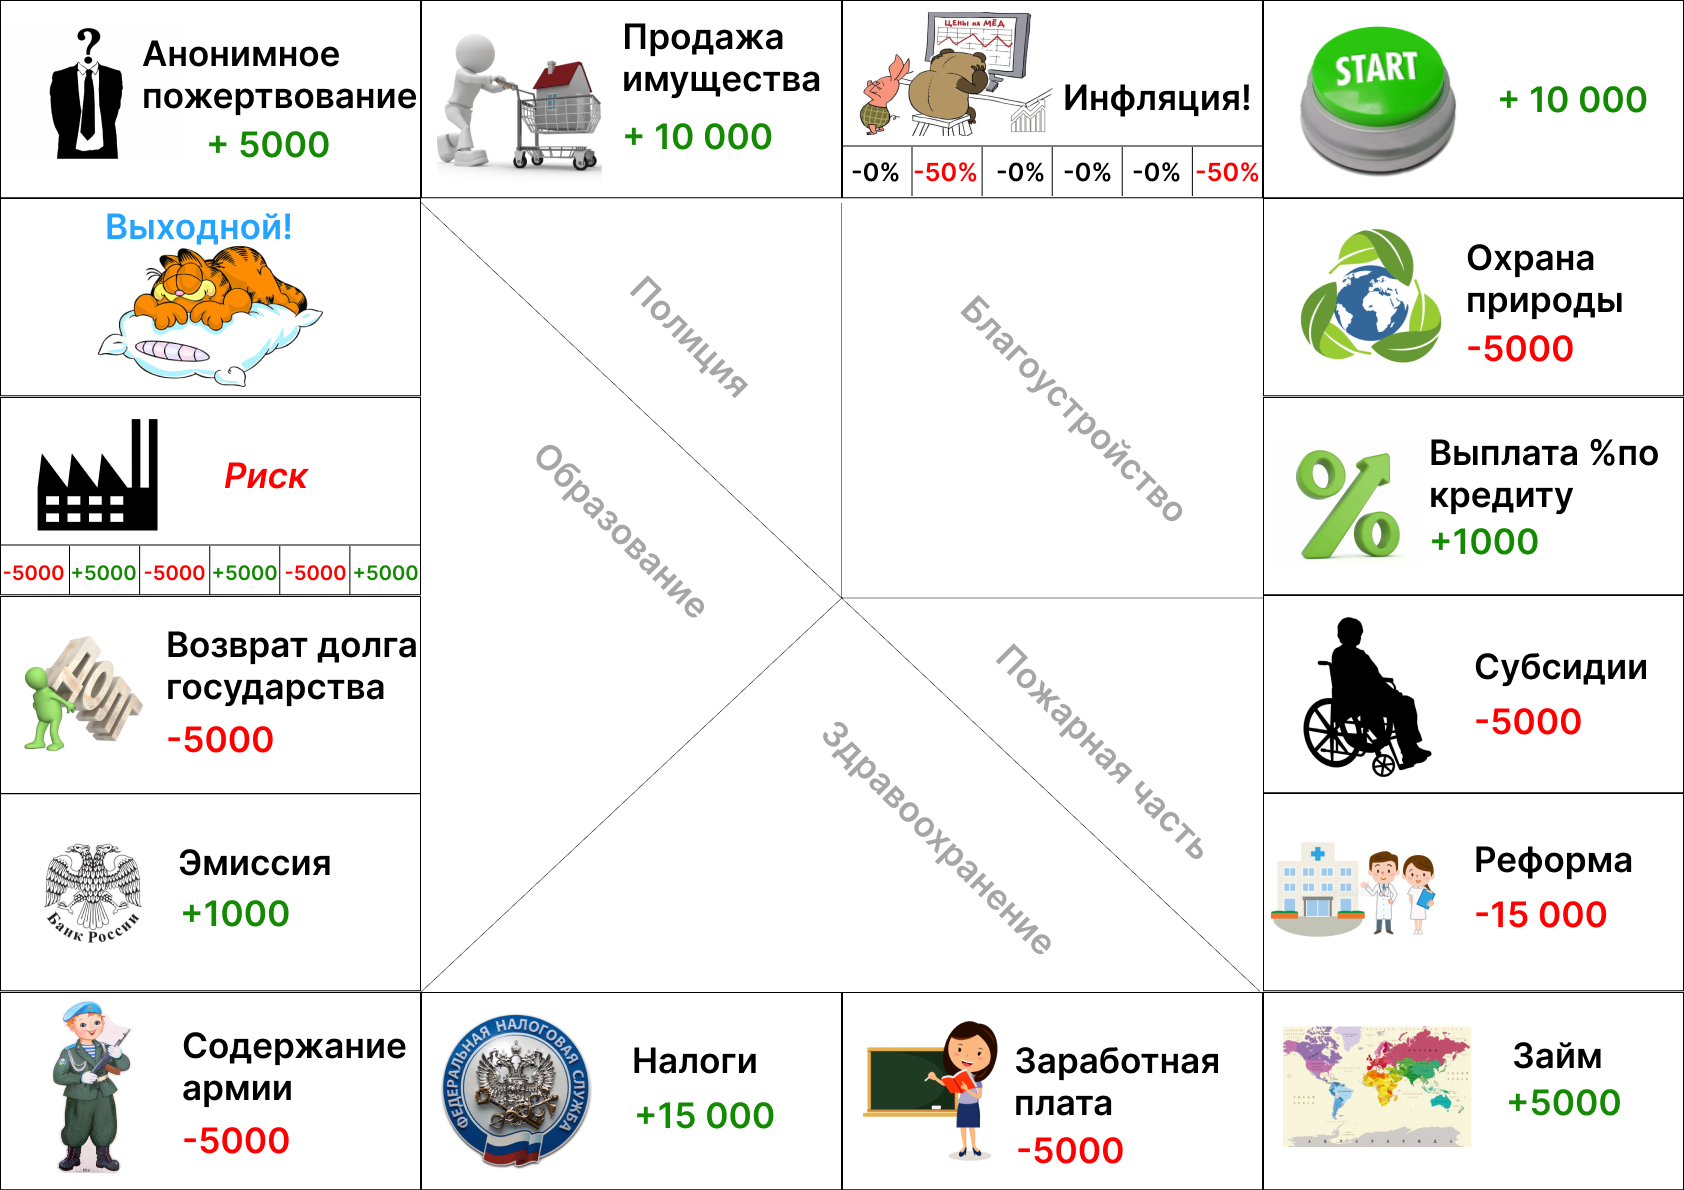 Анонимное
пожертвование
+ 5000
Продажа
имущества
+ 10 000
ЦЕНЫ НА МЁД
Инфляция!
-0% -50% -0% -0% -0% -50%
START
+ 10 000
Выходной!
Охрана
природы
-5000
Риск
-5000 +5000 -5000 +5000 -5000 +5000
Выплата %по
кредиту
+1000
Полиция
Благоустройство
Образование
Пожарная часть
Здравоохранение
ДОЛГ
Возврат долга
государства
-5000
Субсидии
-5000
Банк России
Эмиссия
+1000
Реформа
-15 000
Содержание
армии
-5000
ФЕДЕРАЛЬНАЯ НАЛОГОВАЯ СЛУЖБА
Налоги
+15 000
Заработная
плата
-5000
Займ
+5000